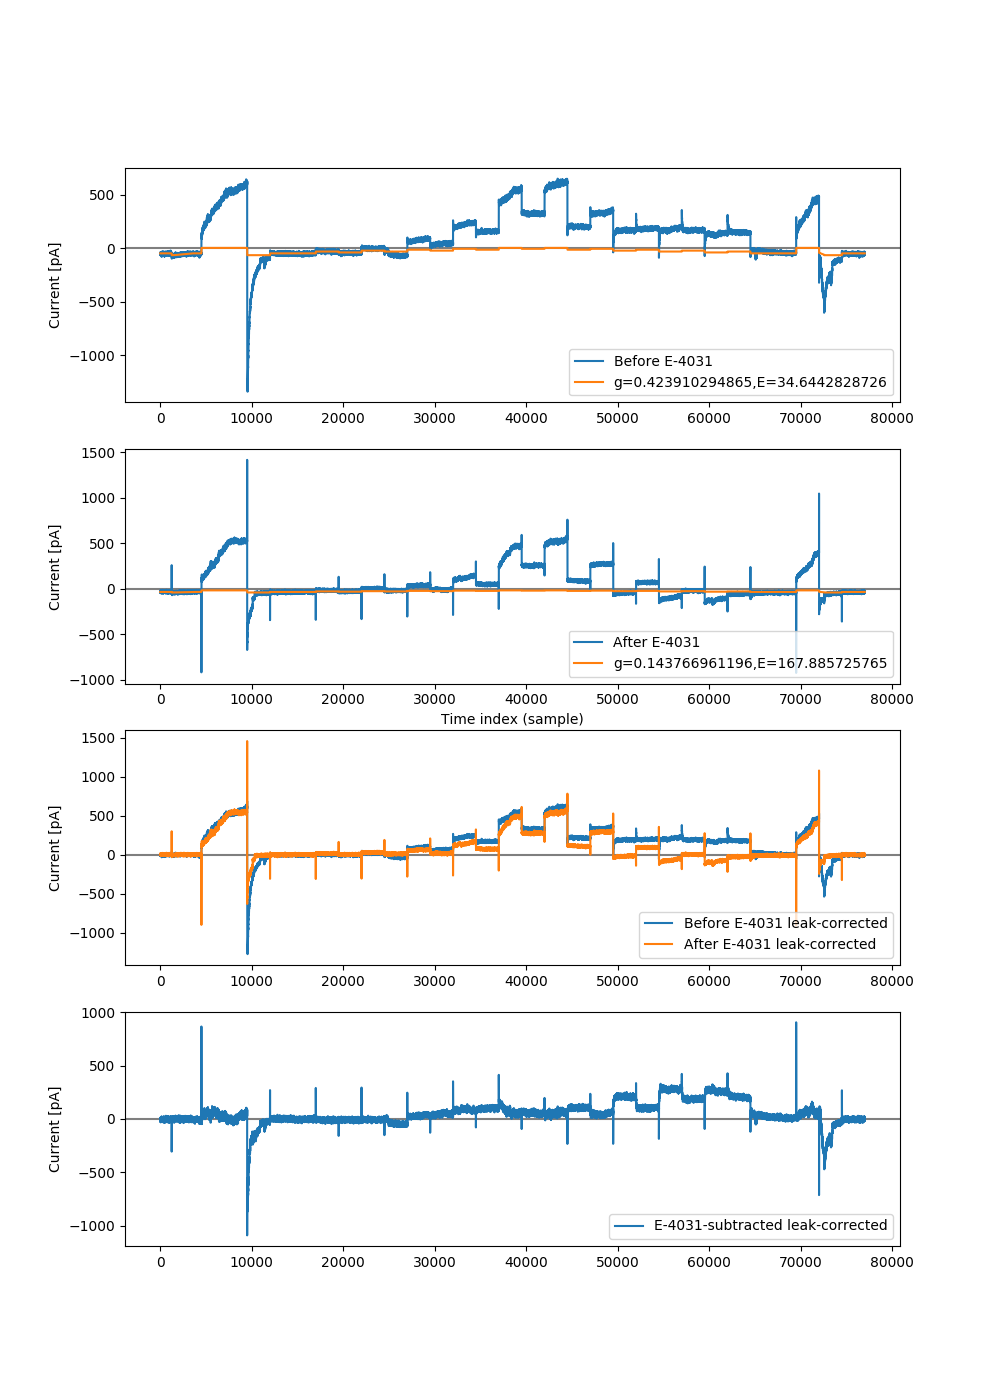 500
0
−500
−1000
Current [pA]
Before E-4031
g=0.423910294865,E=34.6442828726
0 10000 20000 30000 40000 50000 60000 70000 80000
1500
1000
500
0
−500
−1000
Current [pA]
After E-4031
g=0.143766961196,E=167.885725765
0 10000 20000 30000 40000 50000 60000 70000 80000
Time index (sample)
1500
1000
500
0
−500
−1000
Current [pA]
Before E-4031 leak-corrected
After E-4031 leak-corrected
0 10000 20000 30000 40000 50000 60000 70000 80000
1000
500
0
−500
−1000
Current [pA]
E-4031-subtracted leak-corrected
0 10000 20000 30000 40000 50000 60000 70000 80000